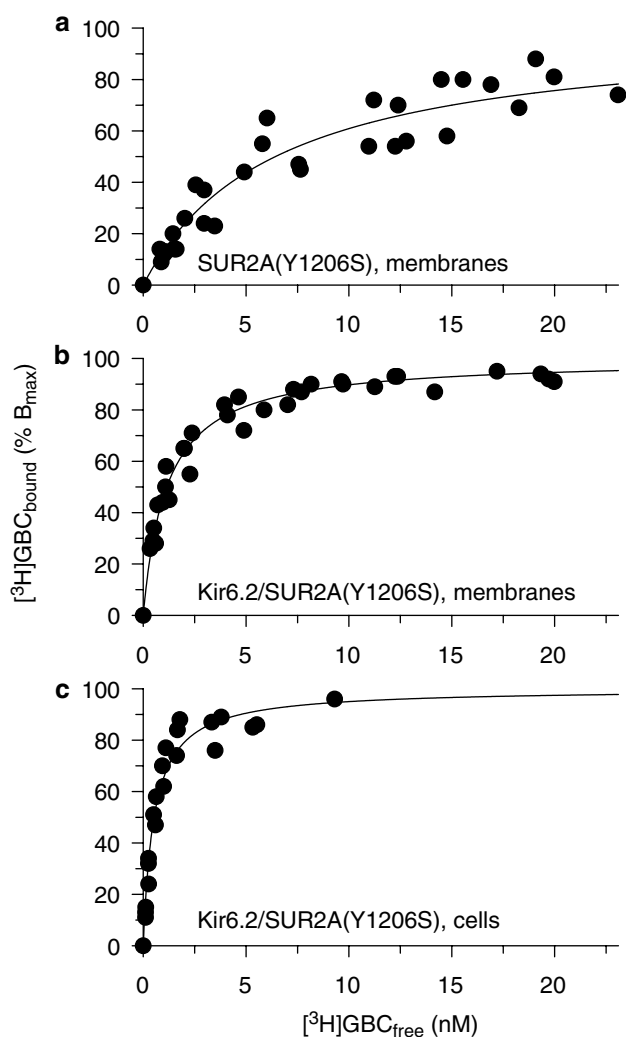 a
100
80
60
40
20
0
SUR2A(Y1206S), membranes
0 5 10 15 20
b
100
80
60
40
20
0
Kir6.2/SUR2A(Y1206S), membranes
0 5 10 15 20
[³H]GBCbound (% Bmax)
c
100
80
60
40
20
0
Kir6.2/SUR2A(Y1206S), cells
0 5 10 15 20
[³H]GBCfree (nM)